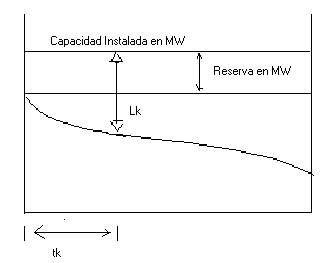 Capacidad Instalada en MW
Reserva en MW
Lk
tk